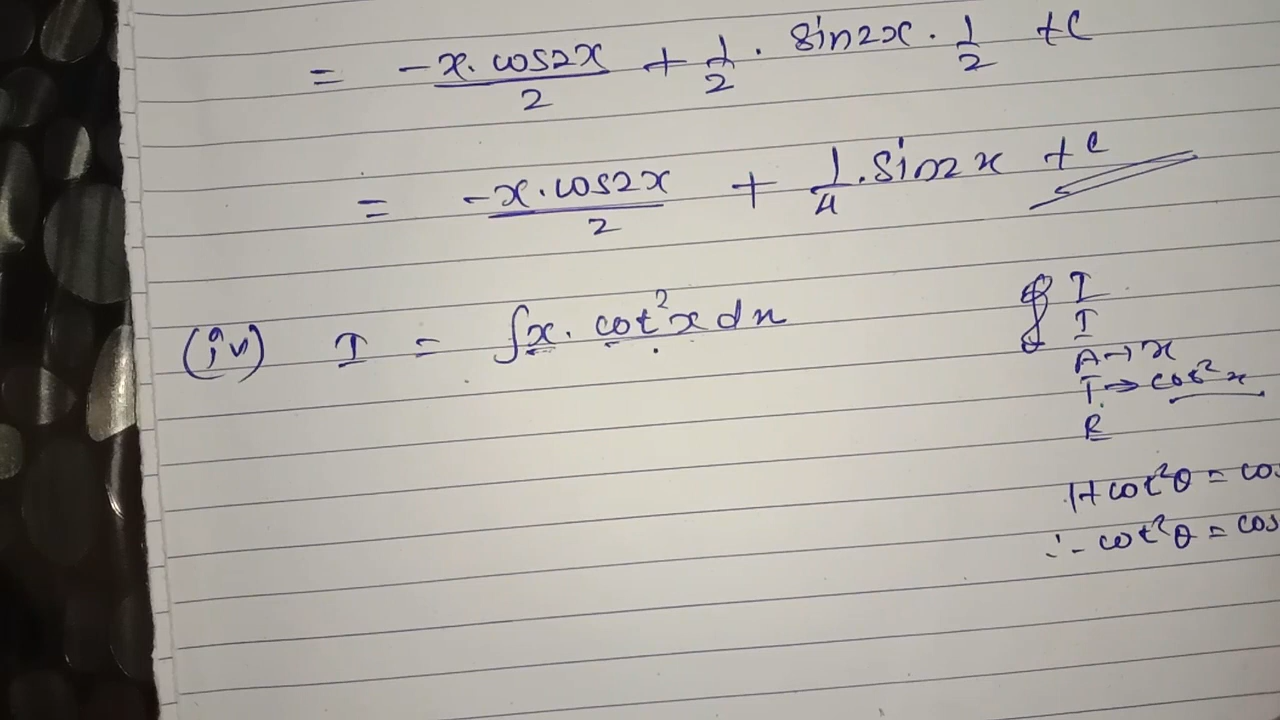 = -x.cos2x/2 + 1/2 . sin2x . 1/2 + c
= -x.cos2x/2 + 1/4 . sin2x + c
(iv) I = ∫x. cot²x dx
I
I
A → x
T → cot²x
R
1+ cot²θ = cos
∴ cot²θ = cos